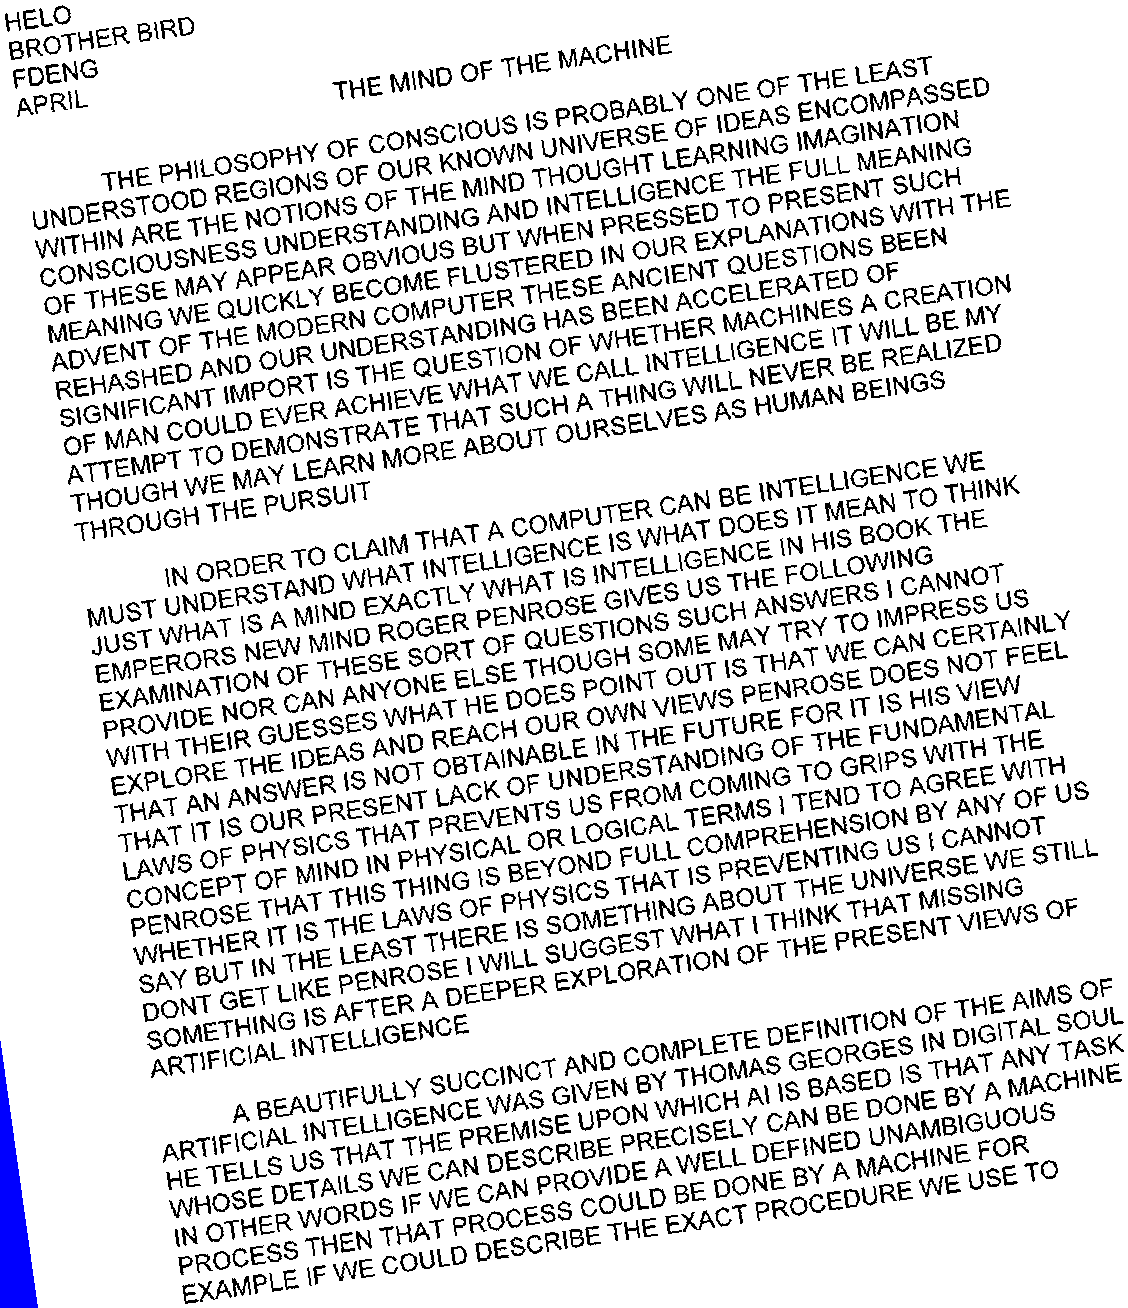 HELO
BROTHER BIRD
FDENG
APRIL
THE MIND OF THE MACHINE
THE PHILOSOPHY OF CONSCIOUS IS PROBABLY ONE OF THE LEAST
UNDERSTOOD REGIONS OF OUR KNOWN UNIVERSE OF IDEAS ENCOMPASSED
WITHIN ARE THE NOTIONS OF THE MIND THOUGHT LEARNING IMAGINATION
CONSCIOUSNESS UNDERSTANDING AND INTELLIGENCE THE FULL MEANING
OF THESE MAY APPEAR OBVIOUS BUT WHEN PRESSED TO PRESENT SUCH
MEANING WE QUICKLY BECOME FLUSTERED IN OUR EXPLANATIONS WITH THE
ADVENT OF THE MODERN COMPUTER THESE ANCIENT QUESTIONS BEEN
REHASHED AND OUR UNDERSTANDING HAS BEEN ACCELERATED OF
SIGNIFICANT IMPORT IS THE QUESTION OF WHETHER MACHINES A CREATION
OF MAN COULD EVER ACHIEVE WHAT WE CALL INTELLIGENCE IT WILL BE MY
ATTEMPT TO DEMONSTRATE THAT SUCH A THING WILL NEVER BE REALIZED
THOUGH WE MAY LEARN MORE ABOUT OURSELVES AS HUMAN BEINGS
THROUGH THE PURSUIT
IN ORDER TO CLAIM THAT A COMPUTER CAN BE INTELLIGENCE WE
MUST UNDERSTAND WHAT INTELLIGENCE IS WHAT DOES IT MEAN TO THINK
JUST WHAT IS A MIND EXACTLY WHAT IS INTELLIGENCE IN HIS BOOK THE
EMPERORS NEW MIND ROGER PENROSE GIVES US THE FOLLOWING
EXAMINATION OF THESE SORT OF QUESTIONS SUCH ANSWERS I CANNOT
PROVIDE NOR CAN ANYONE ELSE THOUGH SOME MAY TRY TO IMPRESS US
WITH THEIR GUESSES WHAT HE DOES POINT OUT IS THAT WE CAN CERTAINLY
EXPLORE THE IDEAS AND REACH OUR OWN VIEWS PENROSE DOES NOT FEEL
THAT AN ANSWER IS NOT OBTAINABLE IN THE FUTURE FOR IT IS HIS VIEW
THAT IT IS OUR PRESENT LACK OF UNDERSTANDING OF THE FUNDAMENTAL
LAWS OF PHYSICS THAT PREVENTS US FROM COMING TO GRIPS WITH THE
CONCEPT OF MIND IN PHYSICAL OR LOGICAL TERMS I TEND TO AGREE WITH
PENROSE THAT THIS THING IS BEYOND FULL COMPREHENSION BY ANY OF US
WHETHER IT IS THE LAWS OF PHYSICS THAT IS PREVENTING US I CANNOT
SAY BUT IN THE LEAST THERE IS SOMETHING ABOUT THE UNIVERSE WE STILL
DONT GET LIKE PENROSE I WILL SUGGEST WHAT I THINK THAT MISSING
SOMETHING IS AFTER A DEEPER EXPLORATION OF THE PRESENT VIEWS OF
ARTIFICIAL INTELLIGENCE
A BEAUTIFULLY SUCCINCT AND COMPLETE DEFINITION OF THE AIMS OF
ARTIFICIAL INTELLIGENCE WAS GIVEN BY THOMAS GEORGES IN DIGITAL SOUL
HE TELLS US THAT THE PREMISE UPON WHICH AI IS BASED IS THAT ANY TASK
WHOSE DETAILS WE CAN DESCRIBE PRECISELY CAN BE DONE BY A MACHINE
IN OTHER WORDS IF WE CAN PROVIDE A WELL DEFINED UNAMBIGUOUS
PROCESS THEN THAT PROCESS COULD BE DONE BY A MACHINE FOR
EXAMPLE IF WE COULD DESCRIBE THE EXACT PROCEDURE WE USE TO